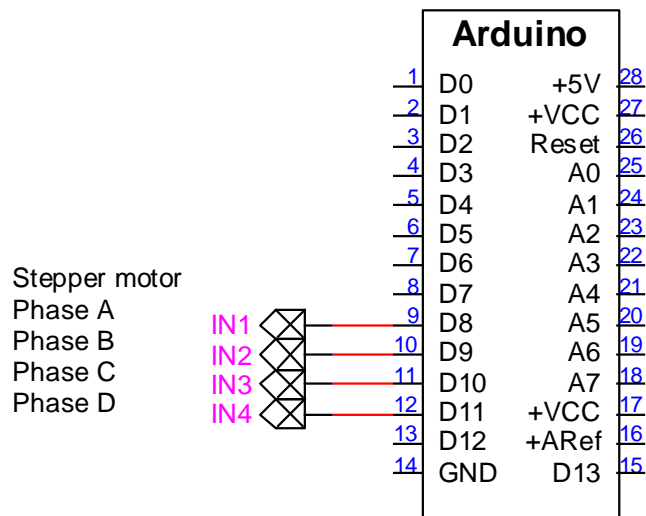 Arduino
1 D0 +5V 28
2 D1 +VCC 27
3 D2 Reset 26
4 D3 A0 25
5 D4 A1 24
6 D5 A2 23
7 D6 A3 22
8 D7 A4 21
Stepper motor
Phase A IN1 9 D8 A5 20
Phase B IN2 10 D9 A6 19
Phase C IN3 11 D10 A7 18
Phase D IN4 12 D11 +VCC 17
13 D12 +ARef 16
14 GND D13 15